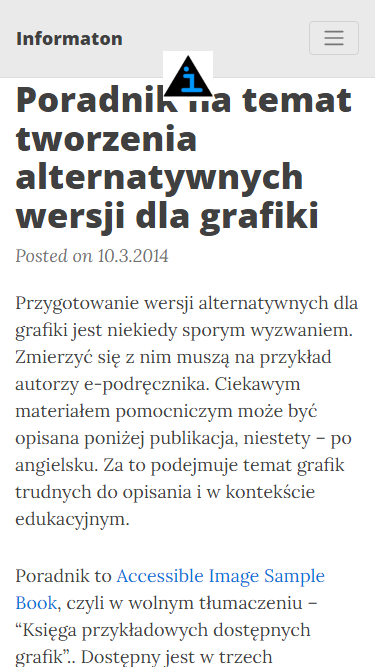 Informaton
Poradnik na temat
tworzenia
alternatywnych
wersji dla grafiki
Posted on 10.3.2014
Przygotowanie wersji alternatywnych dla
grafiki jest niekiedy sporym wyzwaniem.
Zmierzyć się z nim muszą na przykład
autorzy e-podręcznika. Ciekawym
materiałem pomocniczym może być
opisana poniżej publikacja, niestety – po
angielsku. Za to podejmuje temat grafik
trudnych do opisania i w kontekście
edukacyjnym.
Poradnik to Accessible Image Sample
Book, czyli w wolnym tłumaczeniu –
“Księga przykładowych dostępnych
grafik”.. Dostępny jest w trzech